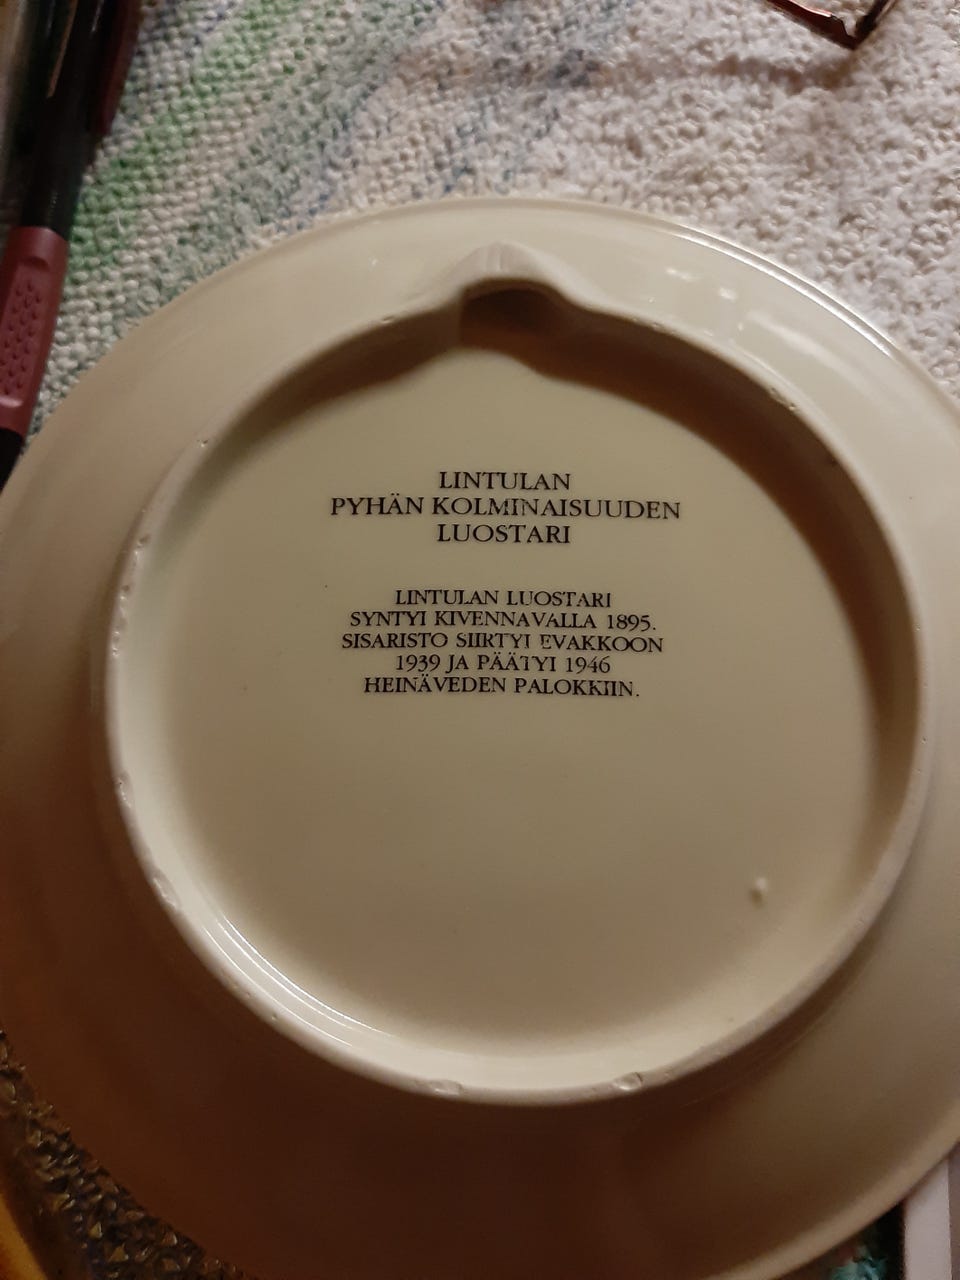 LINTULAN
PYHÄN KOLMINAISUUDEN
LUOSTARI
LINTULAN LUOSTARI
SYNTYI KIVENNAVALLA 1895.
SISARISTO SIIRTYI EVAKKOON
1939 JA PÄÄTYI 1946
HEINÄVEDEN PALOKKIIN.